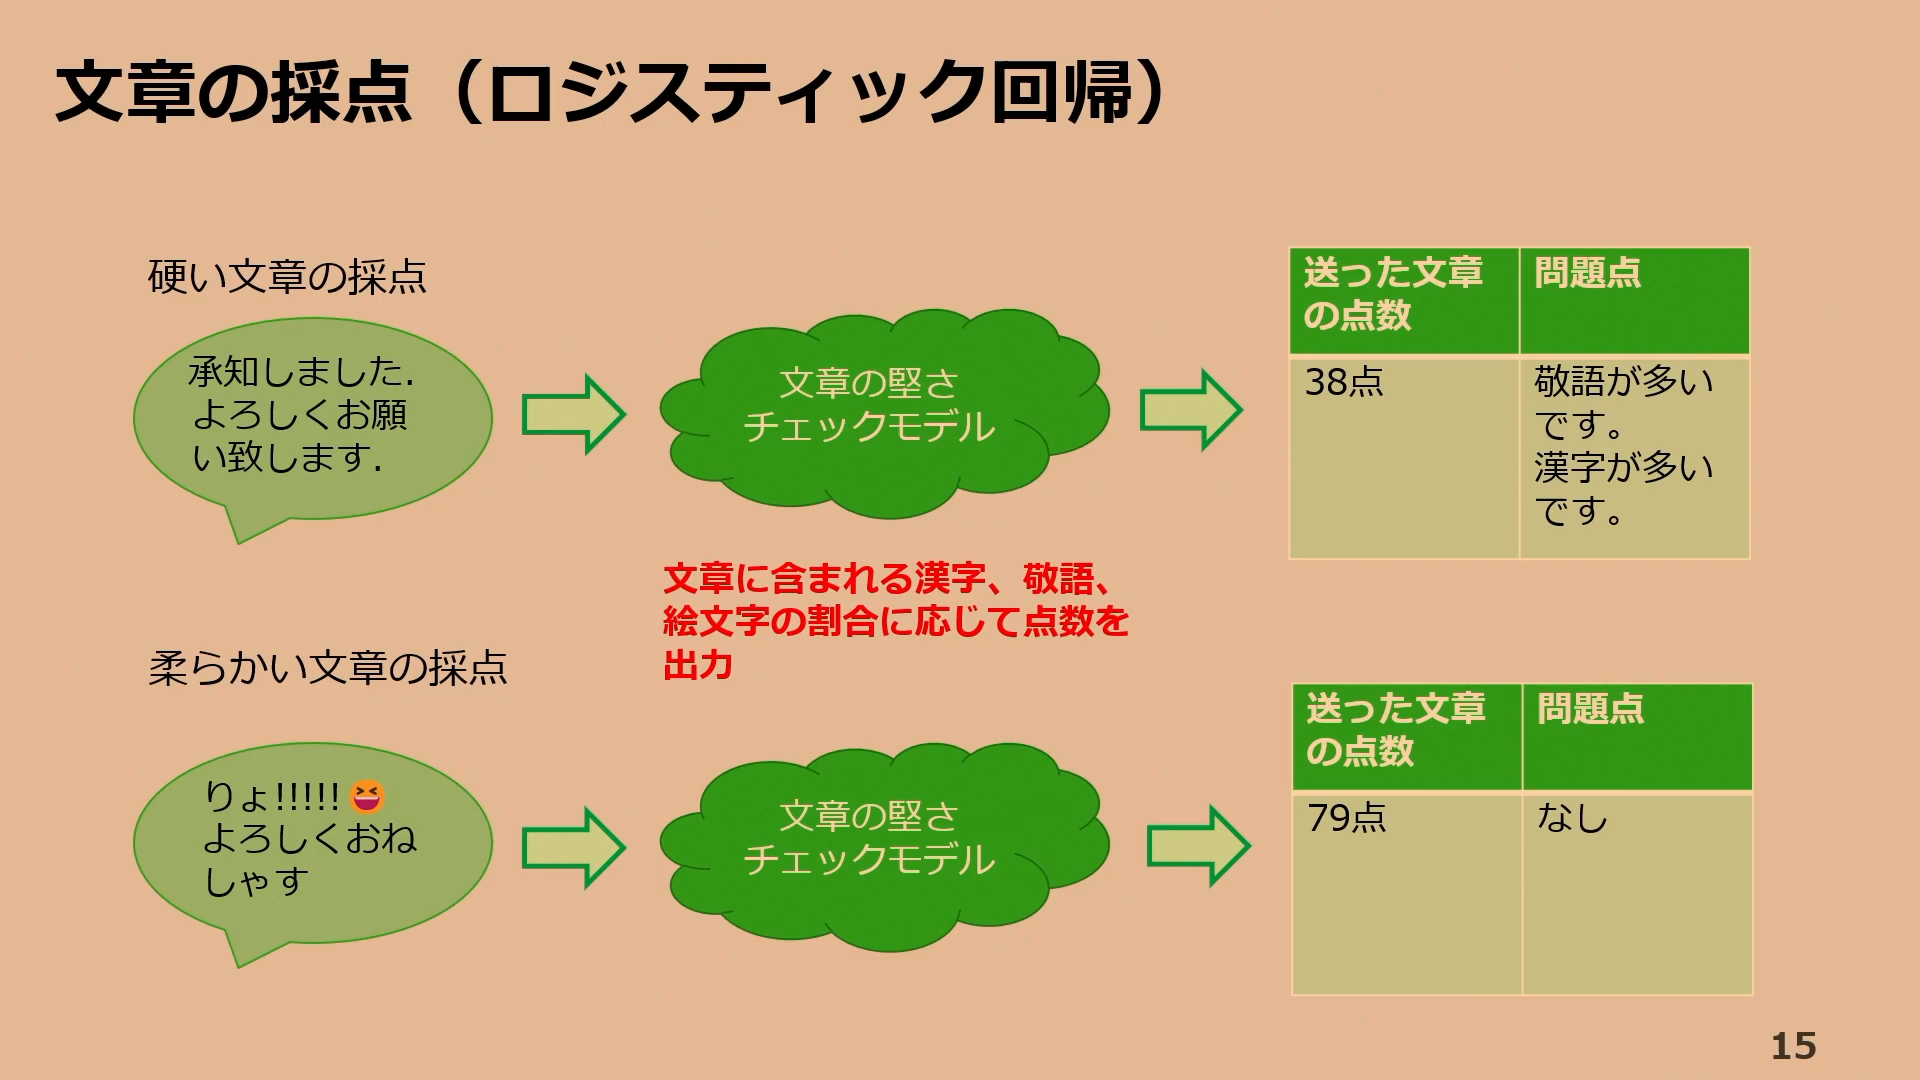 文章の採点（ロジスティック回帰）
硬い文章の採点
承知しました.
よろしくお願
い致します.
文章の堅さ
チェックモデル
送った文章
の点数
問題点
38点
敬語が多い
です。
漢字が多い
です。
文章に含まれる漢字、敬語、
絵文字の割合に応じて点数を
出力
柔らかい文章の採点
りょ!!!!!😆
よろしくおね
しゃす
文章の堅さ
チェックモデル
送った文章
の点数
問題点
79点
なし
15